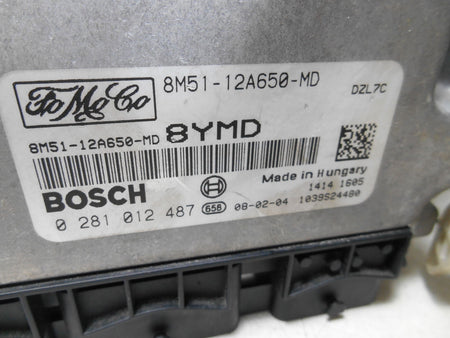 FoMoCo
8M51-12A650-MD
DZL7C
8M51-12A650-MD 8YMD
BOSCH
Made in Hungary
1414 1605
0 281 012 487 658 08-02-04 1039S24480